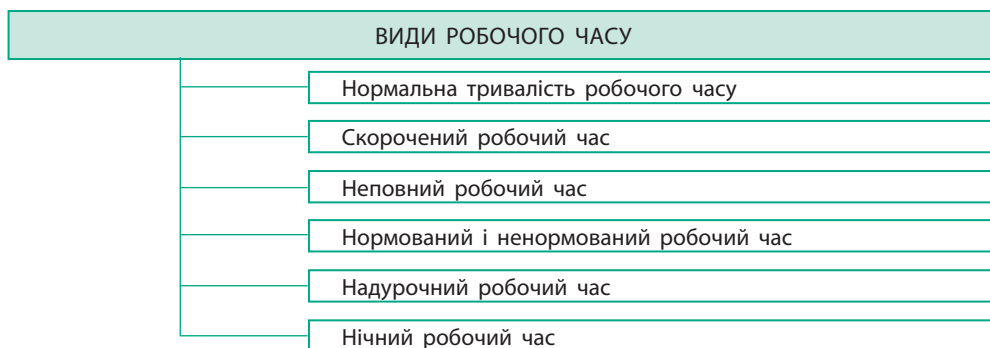 ВИДИ РОБОЧОГО ЧАСУ
Нормальна тривалість робочого часу
Скорочений робочий час
Неповний робочий час
Нормований і ненормований робочий час
Надурочний робочий час
Нічний робочий час